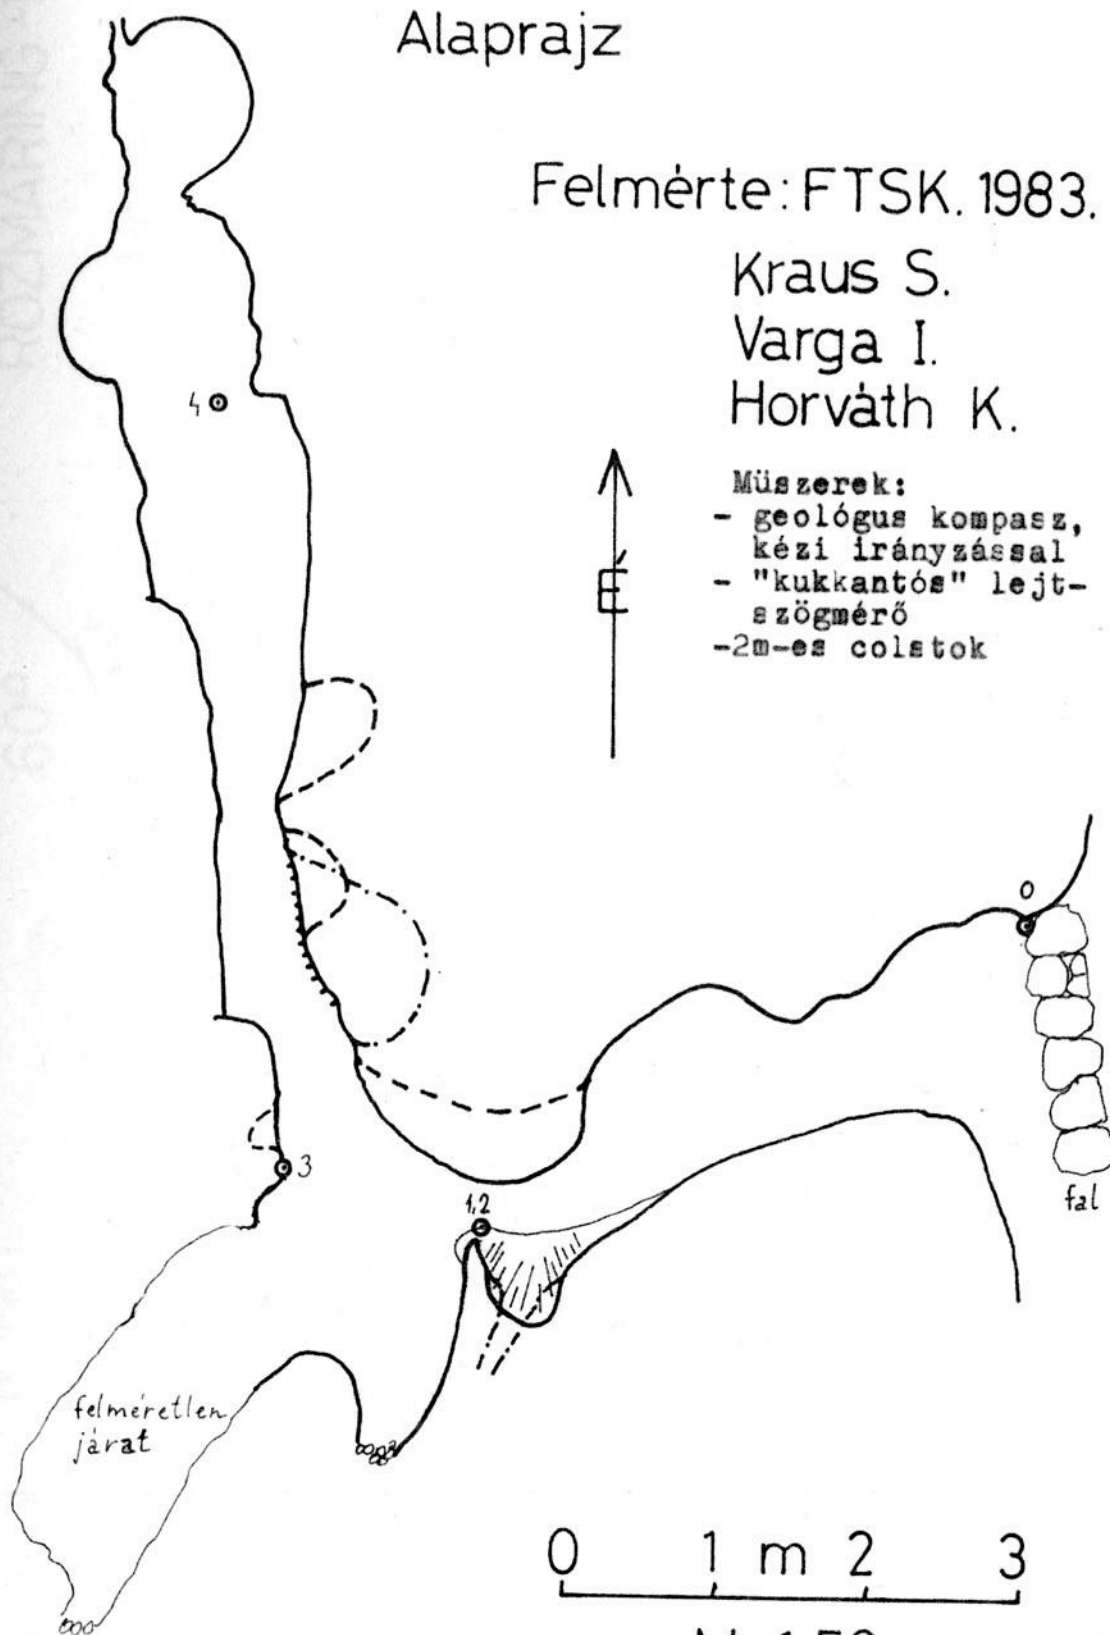 Alaprajz
Felmérte: FTSK. 1983.
Kraus S.
Varga I.
Horváth K.
Müszerek:
- geológus kompasz,
kézi irányzással
- "kukkantós" lejt-
szögmérő
-2m-es colstok
É
4
0
fal
3
1,2
felméretlen
járat
0 1 m 2 3